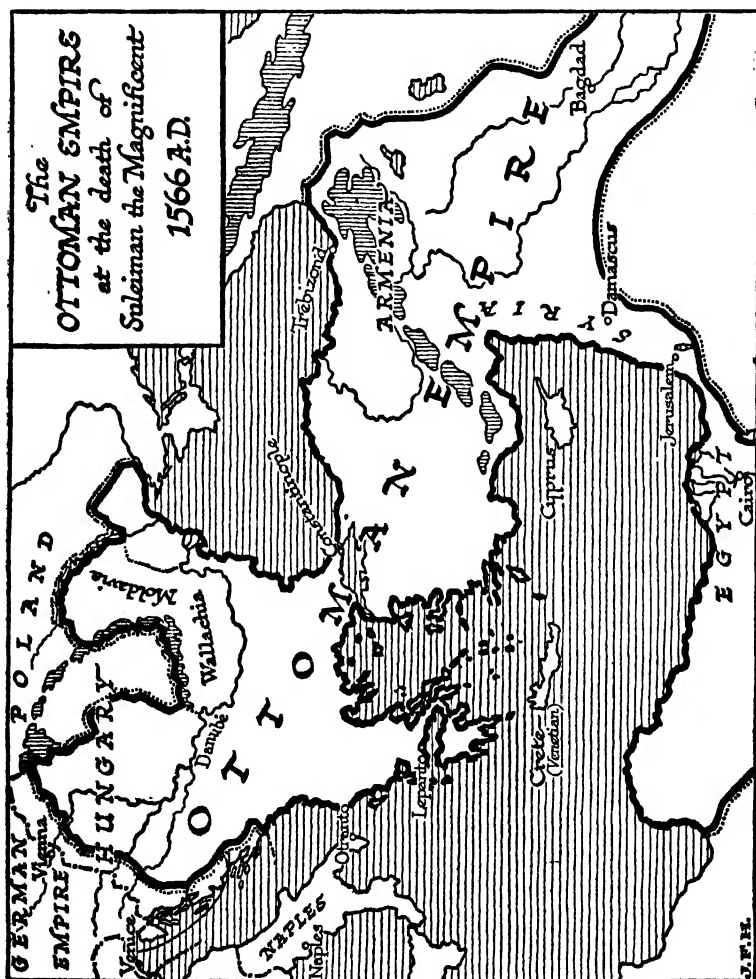 The
OTTOMAN EMPIRE
at the death of
Suleiman the Magnificent
1566 A.D.
GERMAN
EMPIRE
Vienna
POLAND
HUNGARY
Moldavia
Wallachia
Danube
Venice
NAPLES
Naples
Otranto
Lepanto
Constantinople
Trebizond
ARMENIA
OTTOMAN EMPIRE
Bagdad
SYRIA
Damascus
Jerusalem
Cyprus
Crete
(Venetian)
EGYPT
Cairo